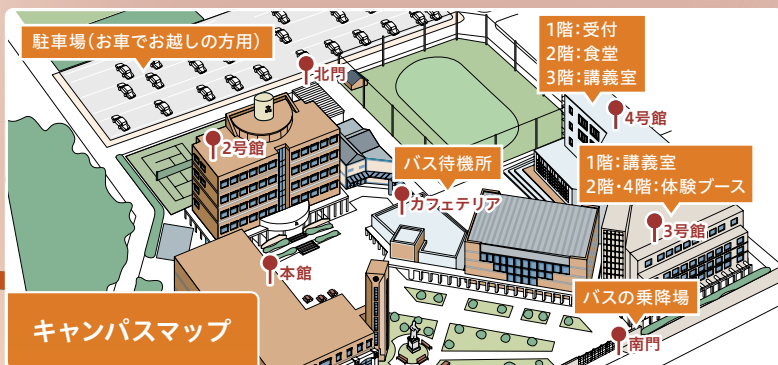 駐車場(お車でお越しの方用)
北門
1階:受付
2階:食堂
3階:講義室
4号館
2号館
バス待機所
カフェテリア
1階:講義室
2階・4階:体験ブース
3号館
本館
バスの乗降場
南門
キャンパスマップ